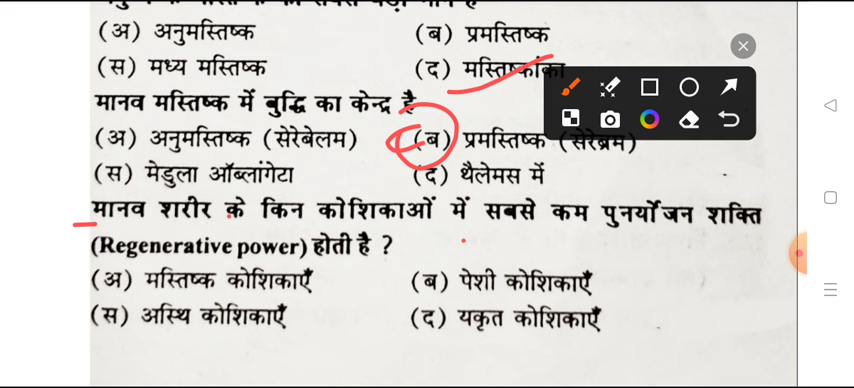 (अ) अनुमस्तिष्क (ब) प्रमस्तिष्क
(स) मध्य मस्तिष्क (द)
मानव मस्तिष्क में बुद्धि का केन्द्र है
(अ) अनुमस्तिष्क (सेरेबेलम) (ब) प्रमस्तिष्क (सेरेब्रम)
(स) मेडुला ऑब्लांगेटा (द) थैलेमस में
मानव शरीर के किन कोशिकाओं में सबसे कम पुनर्योजन शक्ति
(Regenerative power) होती है ?
(अ) मस्तिष्क कोशिकाएँ (ब) पेशी कोशिकाएँ
(स) अस्थि कोशिकाएँ (द) यकृत कोशिकाएँ